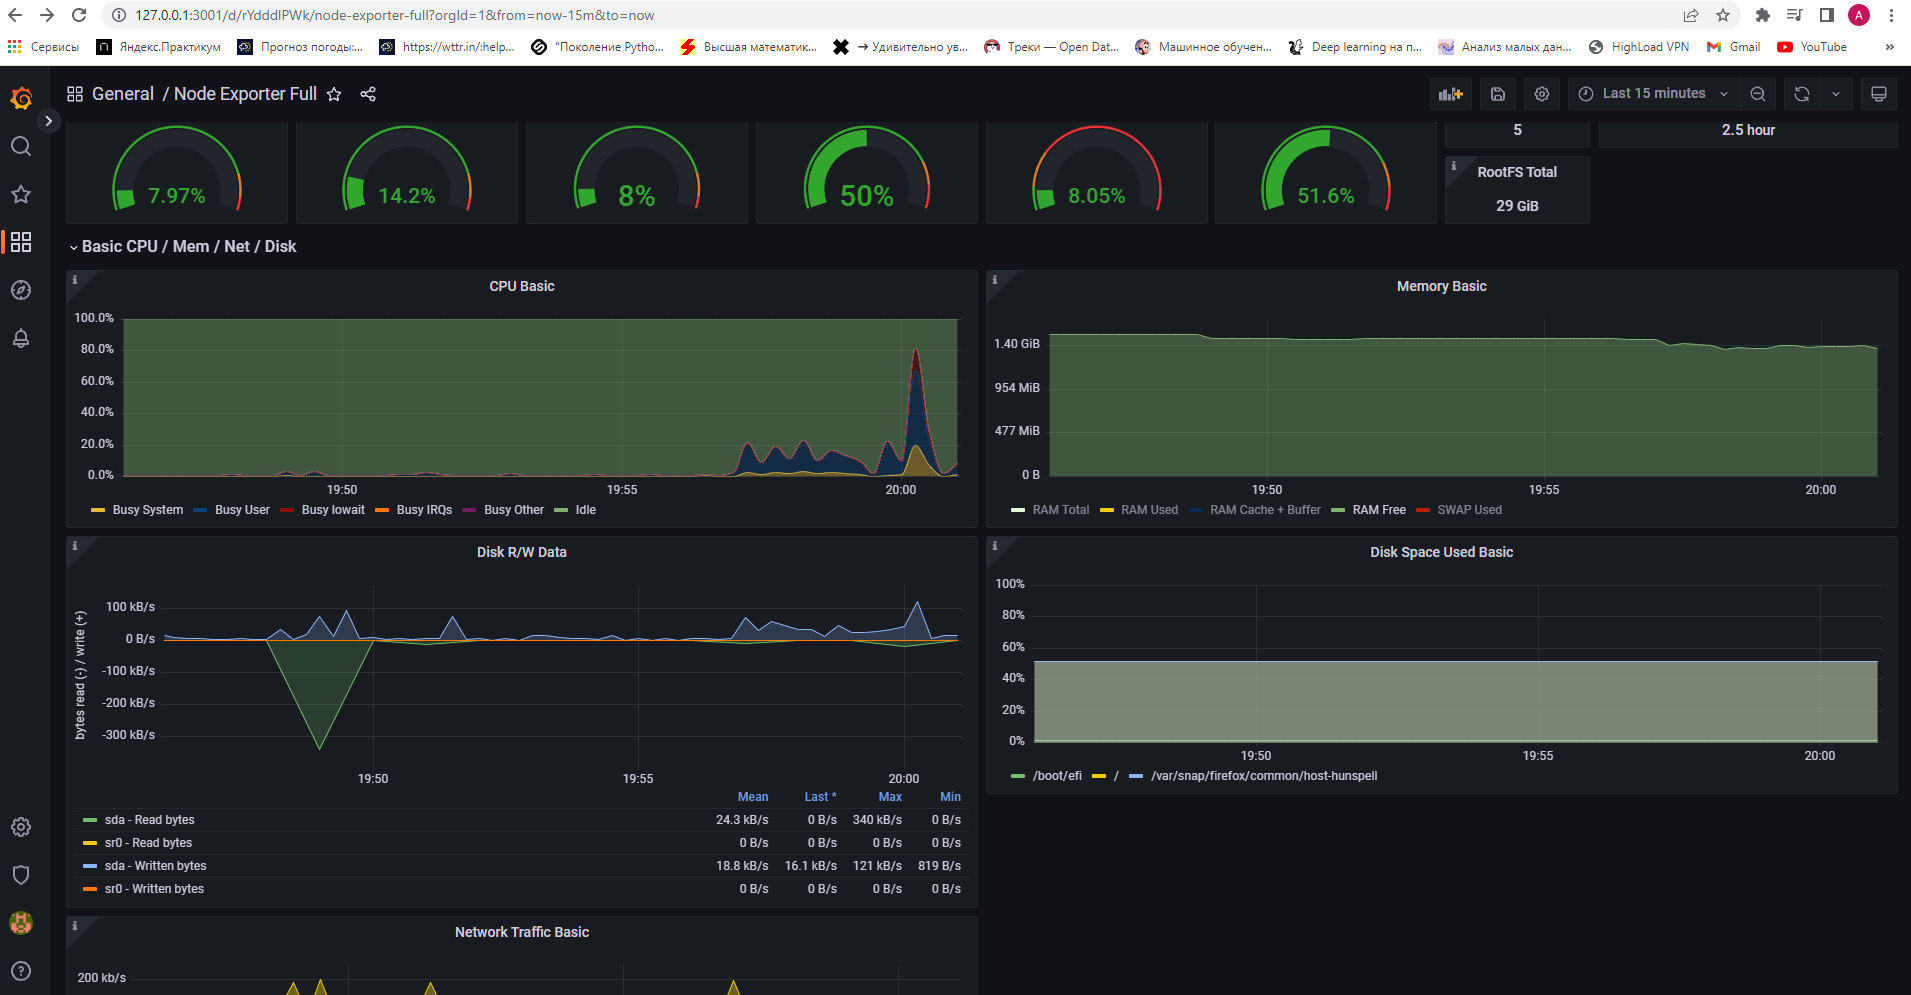 127.0.0.1:3001/d/rYdddlPWk/node-exporter-full?orgId=1&from=now-15m&to=now
A
Сервисы Яндекс.Практикум Прогноз погоды:... https://wttr.in/:help... "Поколение Pytho... Высшая математик... → Удивительно ув... Треки — Open Dat... Машинное обучен... Deep learning на п... Анализ малых дан... HighLoad VPN Gmail YouTube »
General / Node Exporter Full Last 15 minutes
7.97% 14.2% 8% 50% 8.05% 51.6%
5 2.5 hour
RootFS Total
29 GiB
Basic CPU / Mem / Net / Disk
CPU Basic
100.0%
80.0%
60.0%
40.0%
20.0%
0.0%
19:50 19:55 20:00
Busy System Busy User Busy Iowait Busy IRQs Busy Other Idle
Memory Basic
1.40 GiB
954 MiB
477 MiB
0 B
19:50 19:55 20:00
RAM Total RAM Used RAM Cache + Buffer RAM Free SWAP Used
Disk R/W Data
bytes read (-) / write (+)
100 kB/s
0 B/s
-100 kB/s
-200 kB/s
-300 kB/s
19:50 19:55 20:00
Mean Last * Max Min
sda - Read bytes 24.3 kB/s 0 B/s 340 kB/s 0 B/s
sr0 - Read bytes 0 B/s 0 B/s 0 B/s 0 B/s
sda - Written bytes 18.8 kB/s 16.1 kB/s 121 kB/s 819 B/s
sr0 - Written bytes 0 B/s 0 B/s 0 B/s 0 B/s
Disk Space Used Basic
100%
80%
60%
40%
20%
0%
19:50 19:55 20:00
/boot/efi / /var/snap/firefox/common/host-hunspell
Network Traffic Basic
200 kb/s